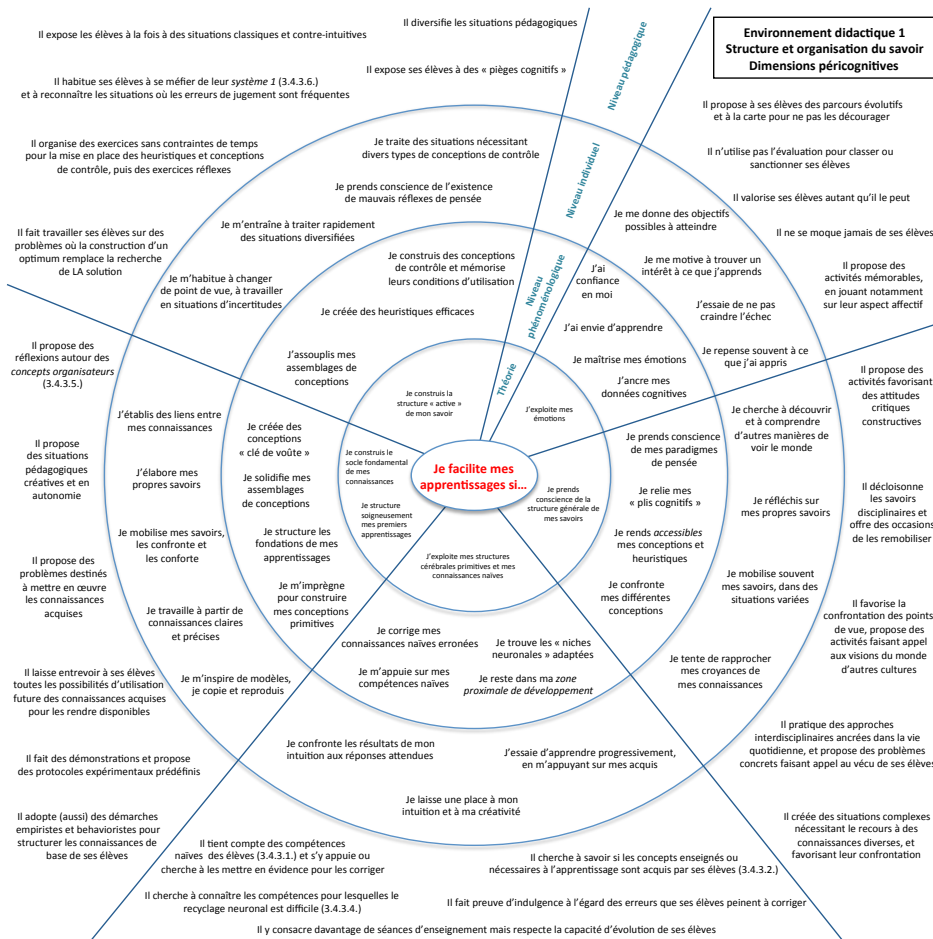 Environnement didactique 1
Structure et organisation du savoir
Dimensions péricognitives
Niveau pédagogique
Niveau individuel
Niveau phénoménologique
Théorie
Je facilite mes
apprentissages si...
Il diversifie les situations pédagogiques
Il expose les élèves à la fois à des situations classiques et contre-intuitives
Il expose ses élèves à des « pièges cognitifs »
Il habitue ses élèves à se méfier de leur système 1 (3.4.3.6.)
et à reconnaître les situations où les erreurs de jugement sont fréquentes
Il organise des exercices sans contraintes de temps
pour la mise en place des heuristiques et conceptions
de contrôle, puis des exercices réflexes
Il fait travailler ses élèves sur des
problèmes où la construction d'un
optimum remplace la recherche
de LA solution
Je traite des situations nécessitant
divers types de conceptions de contrôle
Je prends conscience de l'existence
de mauvais réflexes de pensée
Je m'entraîne à traiter rapidement
des situations diversifiées
Je m'habitue à changer
de point de vue, à travailler
en situations d'incertitudes
Je construis des conceptions
de contrôle et mémorise
leurs conditions d'utilisation
Je créée des heuristiques efficaces
J'assouplis mes
assemblages de
conceptions
Je construis la
structure « active »
de mon savoir
Il propose à ses élèves des parcours évolutifs
et à la carte pour ne pas les décourager
Il n'utilise pas l'évaluation pour classer ou
sanctionner ses élèves
Il valorise ses élèves autant qu'il le peut
Il ne se moque jamais de ses élèves
Il propose des
activités mémorables,
en jouant notamment
sur leur aspect affectif
Je me donne des objectifs
possibles à atteindre
Je me motive à trouver un
intérêt à ce que j'apprends
J'essaie de ne pas
craindre l'échec
Je repense souvent à ce
que j'ai appris
J'ai
confiance
en moi
J'ai envie d'apprendre
Je maîtrise mes émotions
J'ancre mes
données cognitives
J'exploite mes
émotions
Il propose des
activités favorisant
des attitudes
critiques
constructives
Il décloisonne
les savoirs
disciplinaires et
offre des occasions
de les remobiliser
Il favorise la
confrontation des points
de vue, propose des
activités faisant appel
aux visions du monde
d'autres cultures
Il pratique des approches
interdisciplinaires ancrées dans la vie
quotidienne, et propose des problèmes
concrets faisant appel au vécu de ses élèves
Il créée des situations complexes
nécessitant le recours à des
connaissances diverses, et
favorisant leur confrontation
Je cherche à découvrir
et à comprendre
d'autres manières de
voir le monde
Je réfléchis sur
mes propres savoirs
Je mobilise souvent
mes savoirs, dans des
situations variées
Je tente de rapprocher
mes croyances de
mes connaissances
Je prends conscience
de mes paradigmes
de pensée
Je relie mes
« plis cognitifs »
Je rends accessibles
mes conceptions et
heuristiques
Je confronte
mes différentes
conceptions
Je prends
conscience de la
structure générale de
mes savoirs
J'exploite mes structures
cérébrales primitives et mes
connaissances naïves
Je corrige mes
connaissances naïves erronées
Je trouve les « niches
neuronales » adaptées
Je m'appuie sur mes
compétences naïves
Je reste dans ma zone
proximale de développement
Je confronte les résultats de mon
intuition aux réponses attendues
J'essaie d'apprendre progressivement,
en m'appuyant sur mes acquis
Je laisse une place à mon
intuition et à ma créativité
Il tient compte des compétences
naïves des élèves (3.4.3.1.) et s'y appuie ou
cherche à les mettre en évidence pour les corriger
Il cherche à savoir si les concepts enseignés ou
nécessaires à l'apprentissage sont acquis par ses élèves (3.4.3.2.)
Il cherche à connaître les compétences pour lesquelles le
recyclage neuronal est difficile (3.4.3.4.)
Il fait preuve d'indulgence à l'égard des erreurs que ses élèves peinent à corriger
Il y consacre davantage de séances d'enseignement mais respecte la capacité d'évolution de ses élèves
Il propose des
réflexions autour des
concepts organisateurs
(3.4.3.5.)
Il propose
des situations
pédagogiques
créatives et en
autonomie
Il propose des
problèmes destinés
à mettre en œuvre
les connaissances
acquises
Il laisse entrevoir à ses élèves
toutes les possibilités d'utilisation
future des connaissances acquises
pour les rendre disponibles
Il fait des démonstrations et propose
des protocoles expérimentaux prédéfinis
Il adopte (aussi) des démarches
empiristes et behavioristes pour
structurer les connaissances de
base de ses élèves
J'établis des liens entre
mes connaissances
J'élabore mes
propres savoirs
Je mobilise mes savoirs,
les confronte et
les conforte
Je travaille à partir de
connaissances claires
et précises
Je m'inspire de modèles,
je copie et reproduis
Je créée des
conceptions
« clé de voûte »
Je solidifie mes
assemblages
de conceptions
Je structure les
fondations de mes
apprentissages
Je m'imprègne
pour construire
mes conceptions
primitives
Je construis le
socle fondamental
de mes
connaissances
Je structure
soigneusement
mes premiers
apprentissages